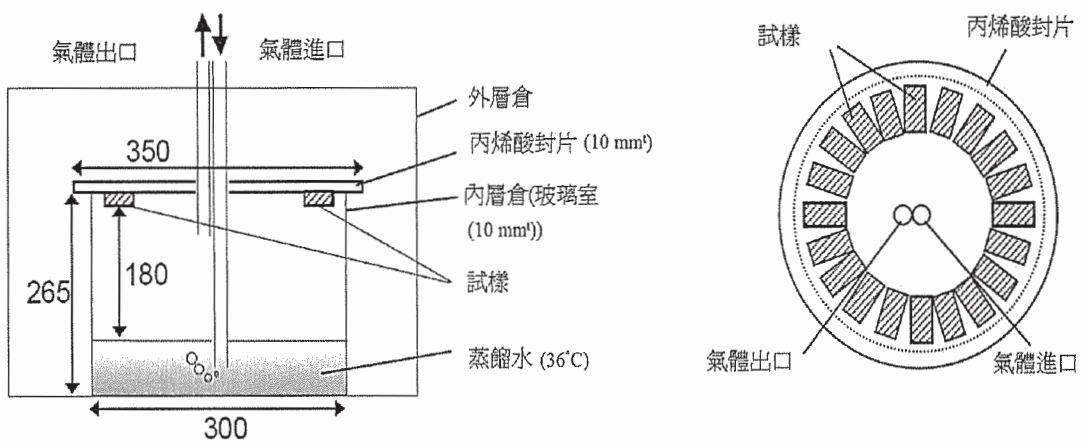 氣體出口
氣體進口
外層倉
350
丙烯酸封片 (10 mmᵗ)
內層倉(玻璃室
(10 mmᵗ))
180
265
試樣
蒸餾水 (36°C)
300
試樣
丙烯酸封片
氣體出口
氣體進口